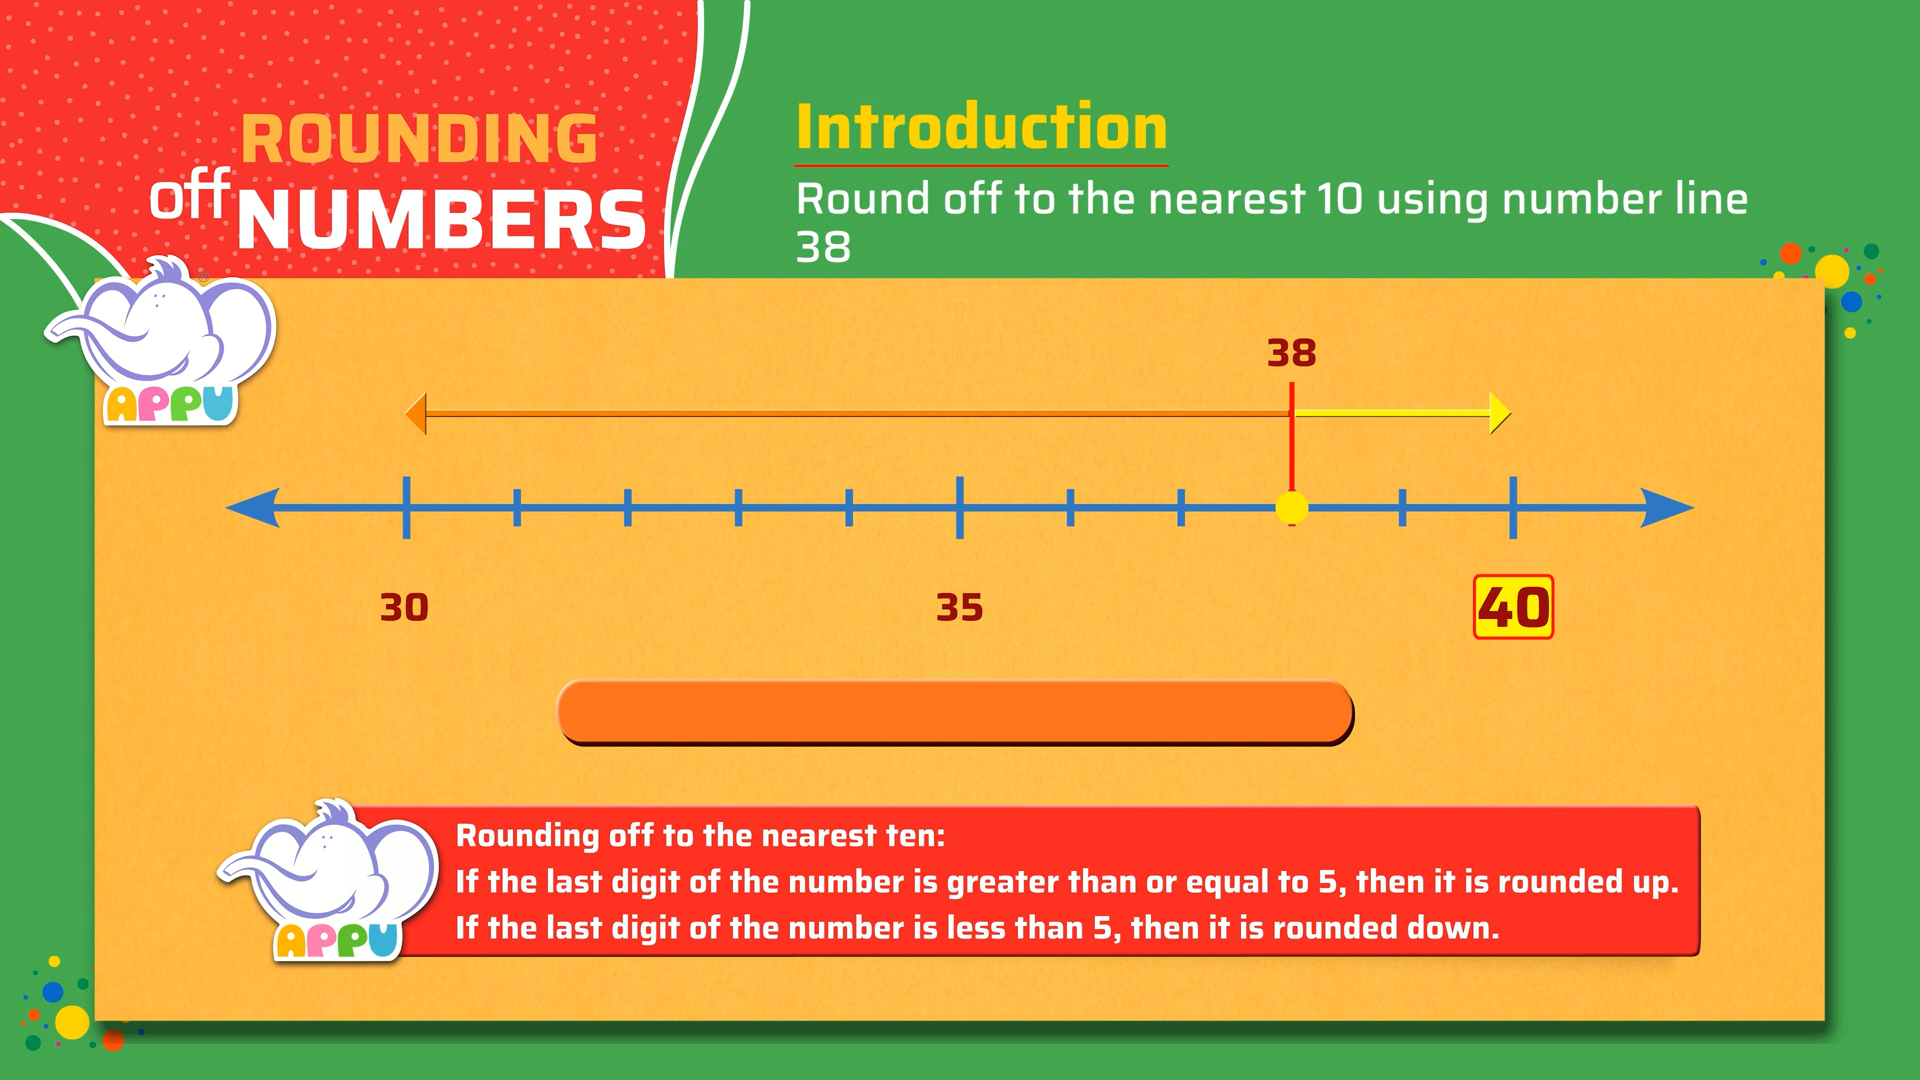 ROUNDING
off NUMBERS
Introduction
Round off to the nearest 10 using number line
38
APPU
38
30 35 40
APPU
Rounding off to the nearest ten:
If the last digit of the number is greater than or equal to 5, then it is rounded up.
If the last digit of the number is less than 5, then it is rounded down.